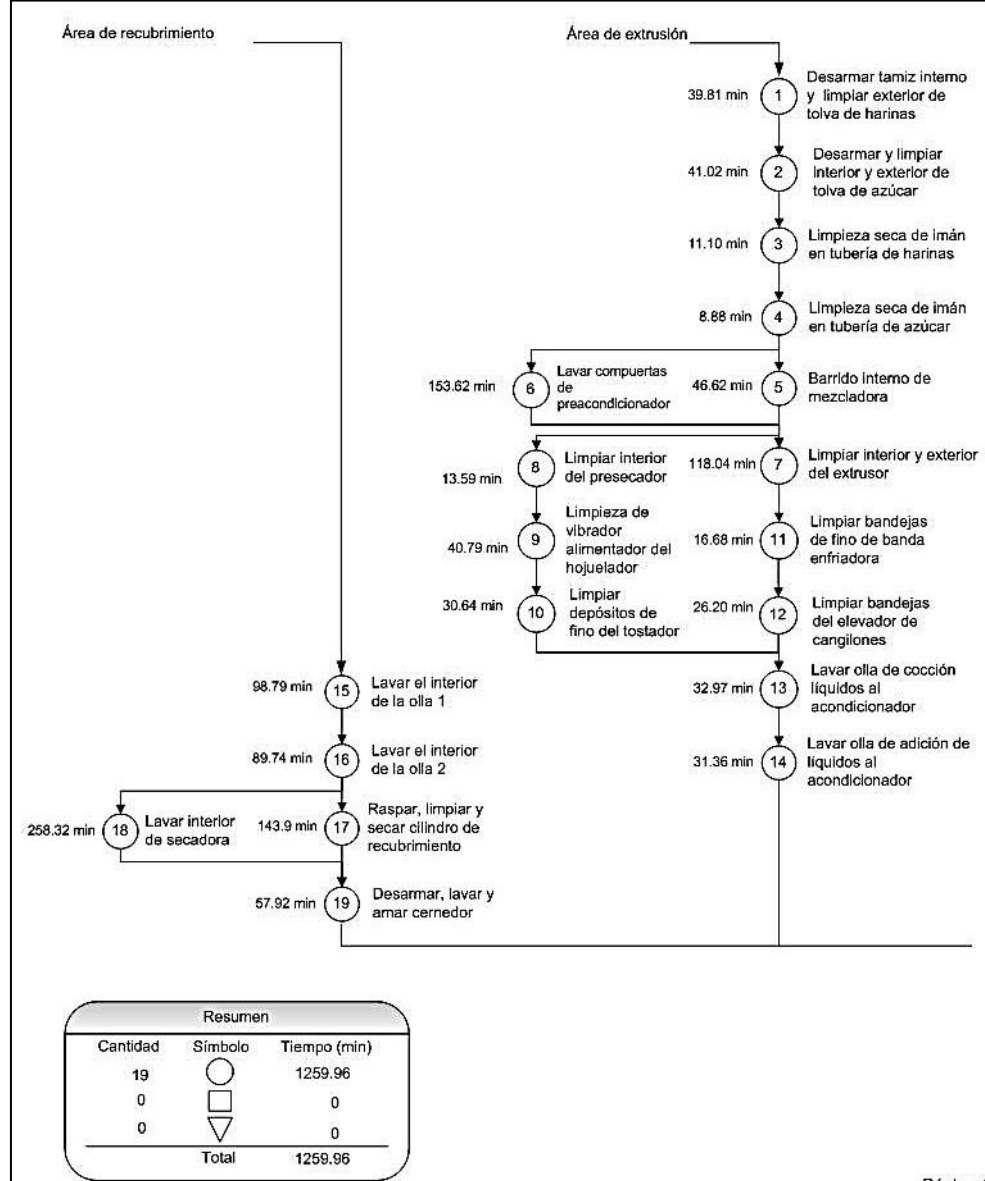 Área de recubrimiento
Área de extrusión
39.81 min
1
Desarmar tamiz interno
y limpiar exterior de
tolva de harinas
41.02 min
2
Desarmar y limpiar
interior y exterior de
tolva de azúcar
11.10 min
3
Limpieza seca de imán
en tubería de harinas
8.88 min
4
Limpieza seca de imán
en tubería de azúcar
153.62 min
6
Lavar compuertas
de
preacondicionador
46.62 min
5
Barrido interno de
mezcladora
13.59 min
8
Limpiar interior
del presecador
118.04 min
7
Limpiar interior y exterior
del extrusor
40.79 min
9
Limpieza de
vibrador
alimentador del
hojuelador
16.68 min
11
Limpiar bandejas
de fino de banda
enfriadora
30.64 min
10
Limpiar
depósitos de
fino del tostador
26.20 min
12
Limpiar bandejas
del elevador de
cangilones
98.79 min
15
Lavar el interior
de la olla 1
32.97 min
13
Lavar olla de cocción
líquidos al
acondicionador
89.74 min
16
Lavar el interior
de la olla 2
31.36 min
14
Lavar olla de adición de
líquidos al
acondicionador
258.32 min
18
Lavar interior
de secadora
143.9 min
17
Raspar, limpiar y
secar cilindro de
recubrimiento
57.92 min
19
Desarmar, lavar y
amar cernedor
Resumen
Cantidad Símbolo Tiempo (min)
19 1259.96
0 0
0 0
Total 1259.96